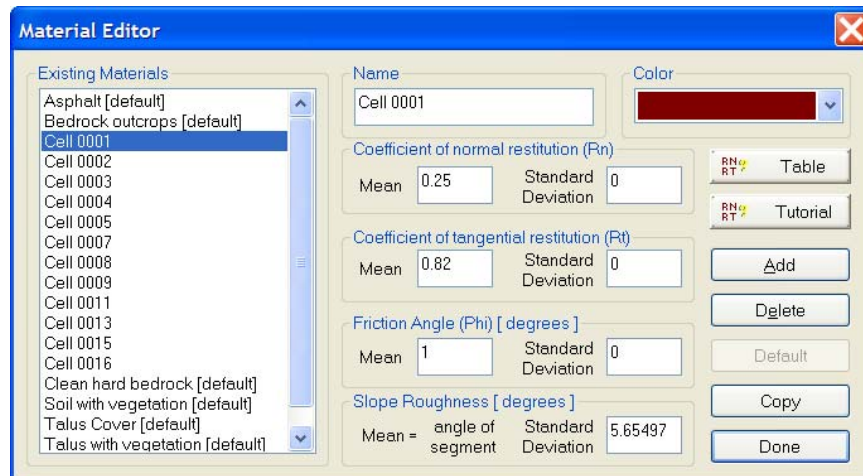 Material Editor
Existing Materials
Asphalt [default]
Bedrock outcrops [default]
Cell 0001
Cell 0002
Cell 0003
Cell 0004
Cell 0005
Cell 0007
Cell 0008
Cell 0009
Cell 0011
Cell 0013
Cell 0015
Cell 0016
Clean hard bedrock [default]
Soil with vegetation [default]
Talus Cover [default]
Talus with vegetation [default]
Name
Cell 0001
Color
Coefficient of normal restitution (Rn)
Mean 0.25 Standard Deviation 0
Coefficient of tangential restitution (Rt)
Mean 0.82 Standard Deviation 0
Friction Angle (Phi) [ degrees ]
Mean 1 Standard Deviation 0
Slope Roughness [ degrees ]
Mean = angle of segment Standard Deviation 5.65497
RN RT ? Table
RN RT ? Tutorial
Add
Delete
Default
Copy
Done